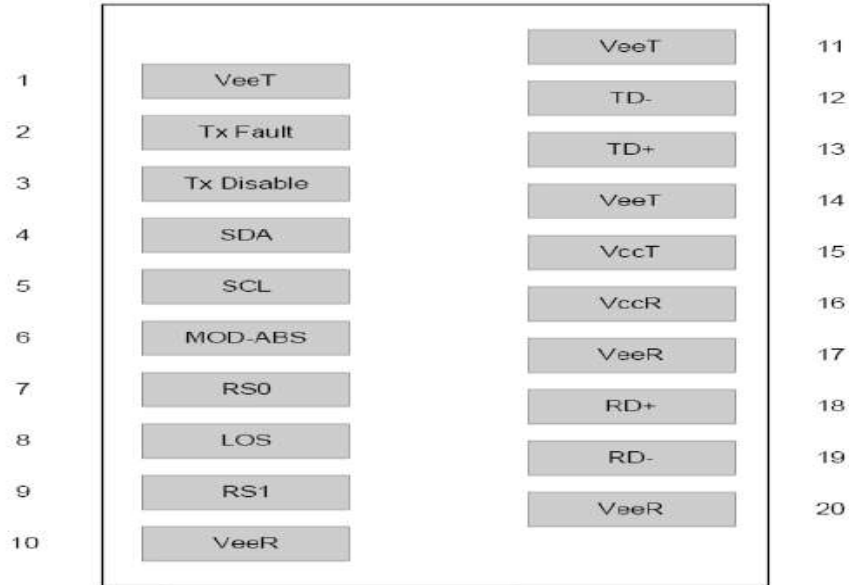 1 VeeT
2 Tx Fault
3 Tx Disable
4 SDA
5 SCL
6 MOD-ABS
7 RS0
8 LOS
9 RS1
10 VeeR
VeeT 11
TD- 12
TD+ 13
VeeT 14
VccT 15
VccR 16
VeeR 17
RD+ 18
RD- 19
VeeR 20